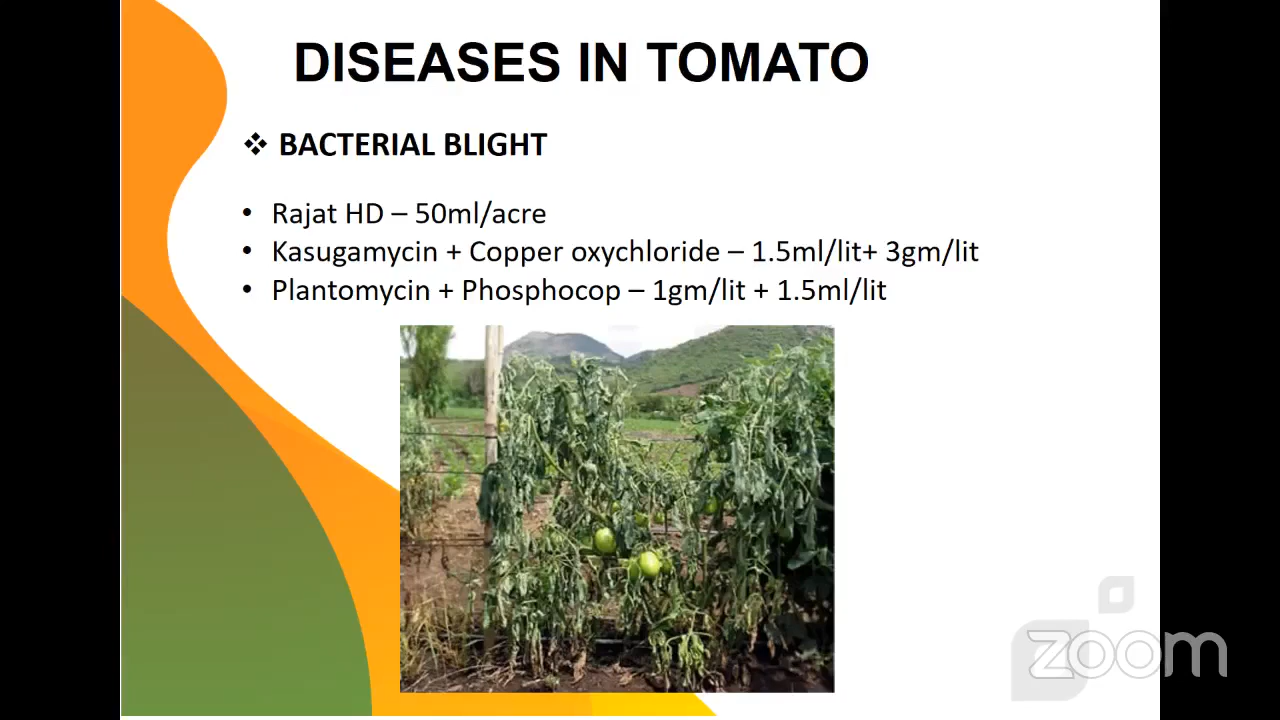 DISEASES IN TOMATO
❖ BACTERIAL BLIGHT
• Rajat HD – 50ml/acre
• Kasugamycin + Copper oxychloride – 1.5ml/lit+ 3gm/lit
• Plantomycin + Phosphocop – 1gm/lit + 1.5ml/lit
zoom